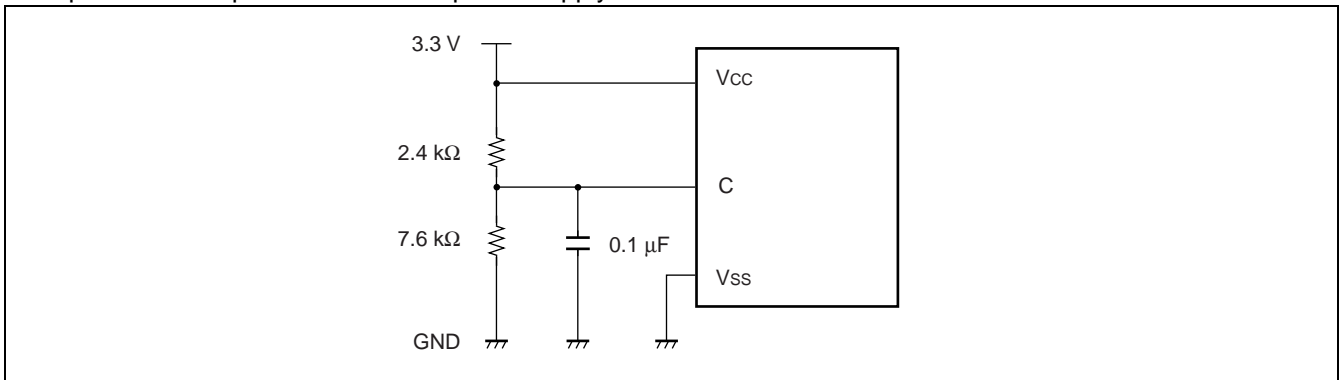 3.3 V
VCC
2.4 kΩ
C
7.6 kΩ
0.1 μF
VSS
GND